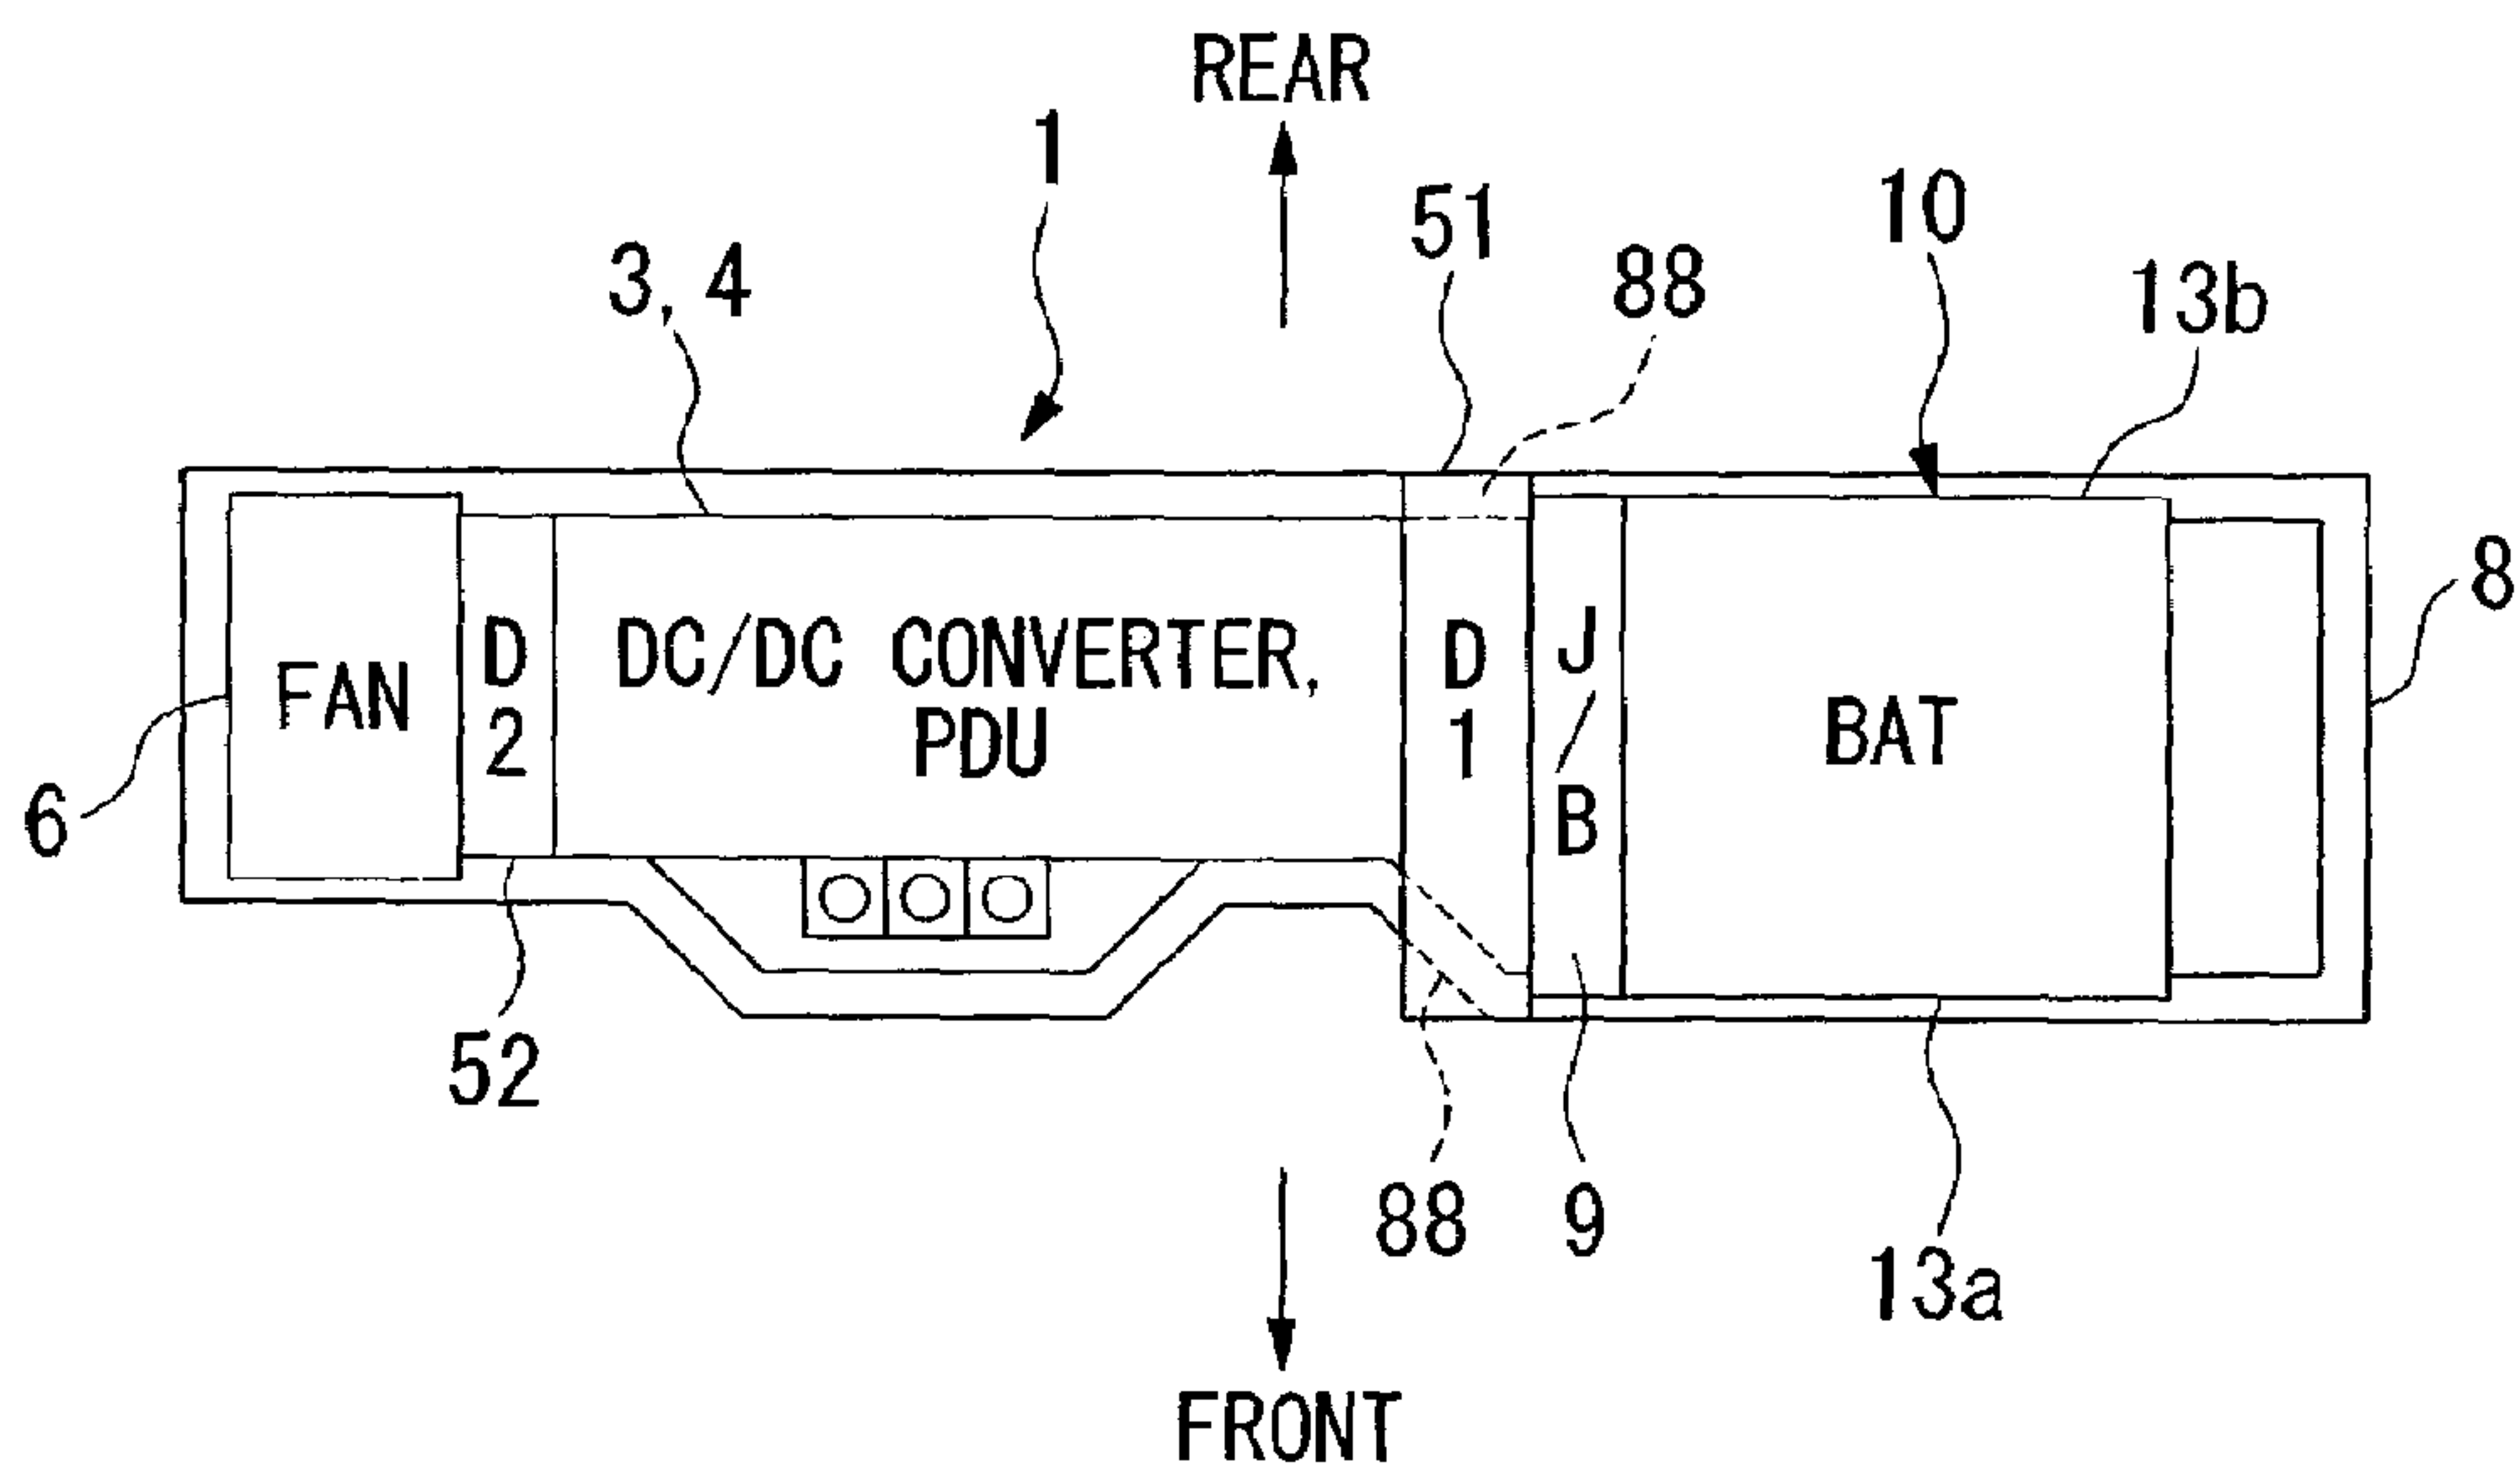 REAR
1
51
10
3, 4
88
13b
8
FAN
D
2
DC/DC CONVERTER,
PDU
D
1
J
/
B
BAT
6
52
88
9
13a
FRONT